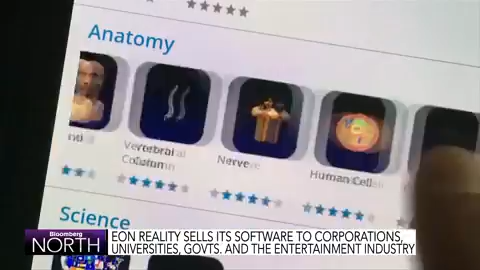 Anatomy
Vertebral
Column
Nerve
Human Cell
Science
Bloomberg
NORTH
EON REALITY SELLS ITS SOFTWARE TO CORPORATIONS,
UNIVERSITIES, GOVTS. AND THE ENTERTAINMENT INDUSTRY